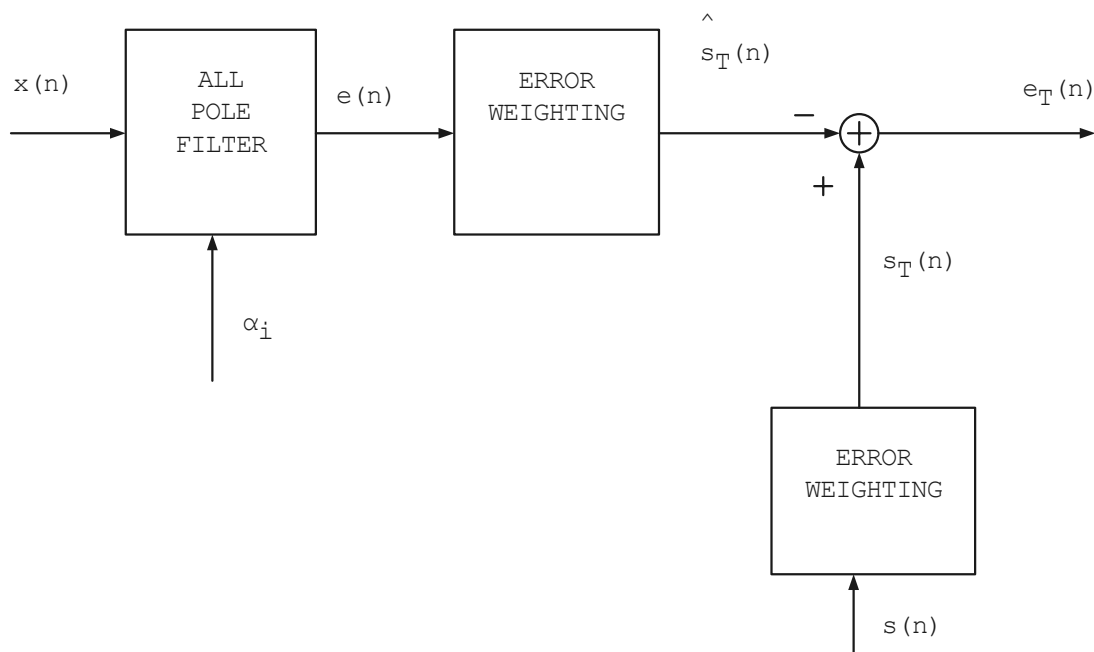 x(n)
ALL
POLE
FILTER
e(n)
ERROR
WEIGHTING
^
s_T(n)
−
+
+
e_T(n)
s_T(n)
α_i
ERROR
WEIGHTING
s(n)